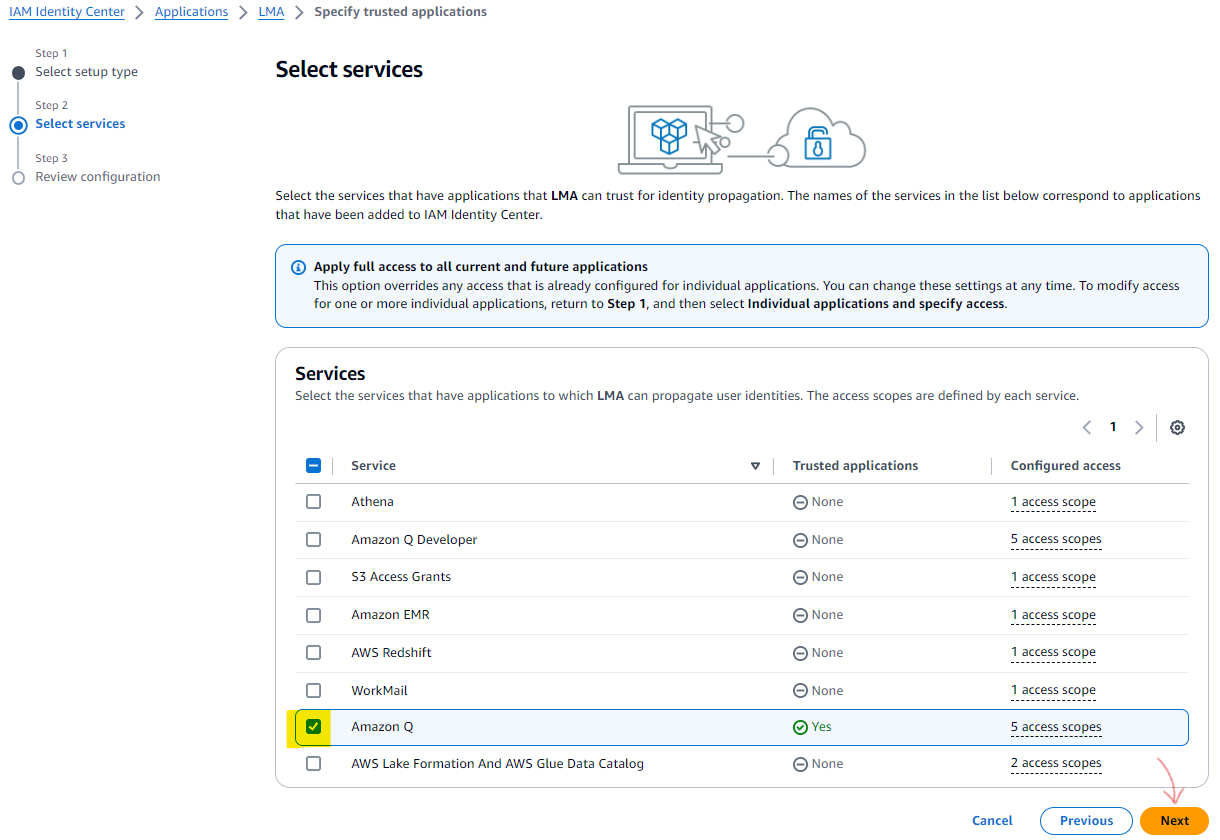 IAM Identity Center > Applications > LMA > Specify trusted applications
Step 1
Select setup type
Step 2
Select services
Step 3
Review configuration
Select services
Select the services that have applications that LMA can trust for identity propagation. The names of the services in the list below correspond to applications
that have been added to IAM Identity Center.
Apply full access to all current and future applications
This option overrides any access that is already configured for individual applications. You can change these settings at any time. To modify access
for one or more individual applications, return to Step 1, and then select Individual applications and specify access.
Services
Select the services that have applications to which LMA can propagate user identities. The access scopes are defined by each service.
1
Service Trusted applications Configured access
Athena None 1 access scope
Amazon Q Developer None 5 access scopes
S3 Access Grants None 1 access scope
Amazon EMR None 1 access scope
AWS Redshift None 1 access scope
WorkMail None 1 access scope
Amazon Q Yes 5 access scopes
AWS Lake Formation And AWS Glue Data Catalog None 2 access scopes
Cancel Previous Next